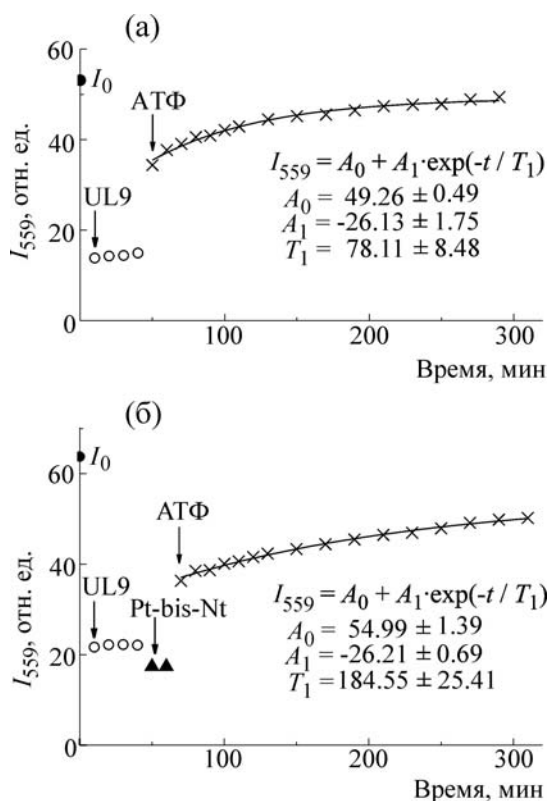 (а)
60
I₀
АТФ
40
I₅₅₉ = A₀ + A₁·exp(-t / T₁)
A₀ = 49.26 ± 0.49
A₁ = -26.13 ± 1.75
T₁ = 78.11 ± 8.48
UL9
20
0
I₅₅₉, отн. ед.
100 200 300
Время, мин
(б)
I₀
60
АТФ
40
UL9
Pt-bis-Nt
I₅₅₉ = A₀ + A₁·exp(-t / T₁)
A₀ = 54.99 ± 1.39
A₁ = -26.21 ± 0.69
T₁ = 184.55 ± 25.41
20
0
I₅₅₉, отн. ед.
100 200 300
Время, мин